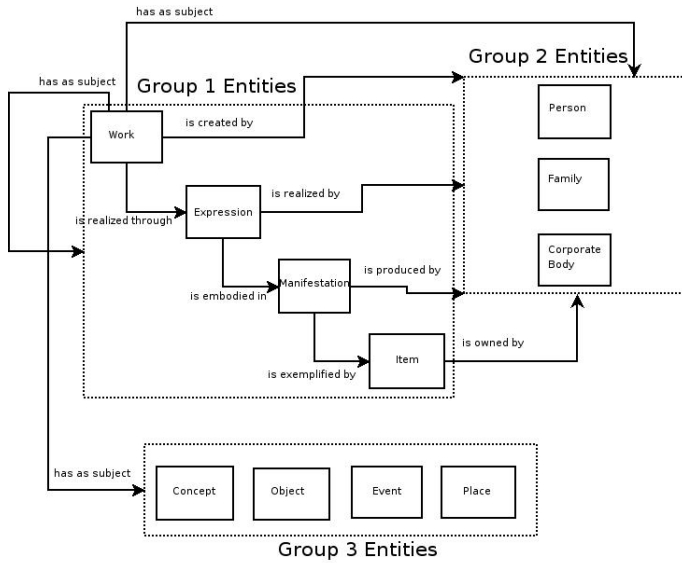 has as subject
Group 2 Entities
has as subject
Group 1 Entities
Person
is created by
Work
Family
is realized by
Expression
is realized through
Corporate
Body
is produced by
Manifestation
is embodied in
is owned by
Item
is exemplified by
has as subject
Concept
Object
Event
Place
Group 3 Entities